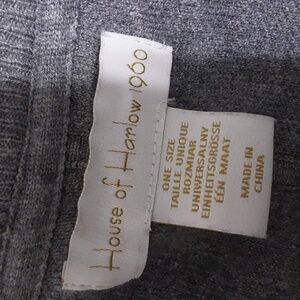 House of Harlow 1960
ONE SIZE
TAILLE UNIQUE
ROZMIAR
UNIWERSALNY
EINHEITSGRÖSSE
ÉÉN MAAT
MADE IN
CHINA